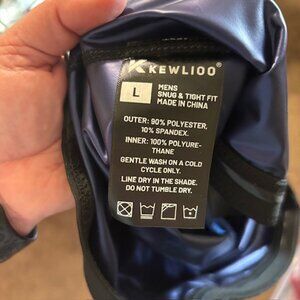 KEWLIOO®
L
MENS
SNUG & TIGHT FIT
MADE IN CHINA
OUTER: 90% POLYESTER,
10% SPANDEX.
INNER: 100% POLYURE-
THANE
GENTLE WASH ON A COLD
CYCLE ONLY.
LINE DRY IN THE SHADE.
DO NOT TUMBLE DRY.